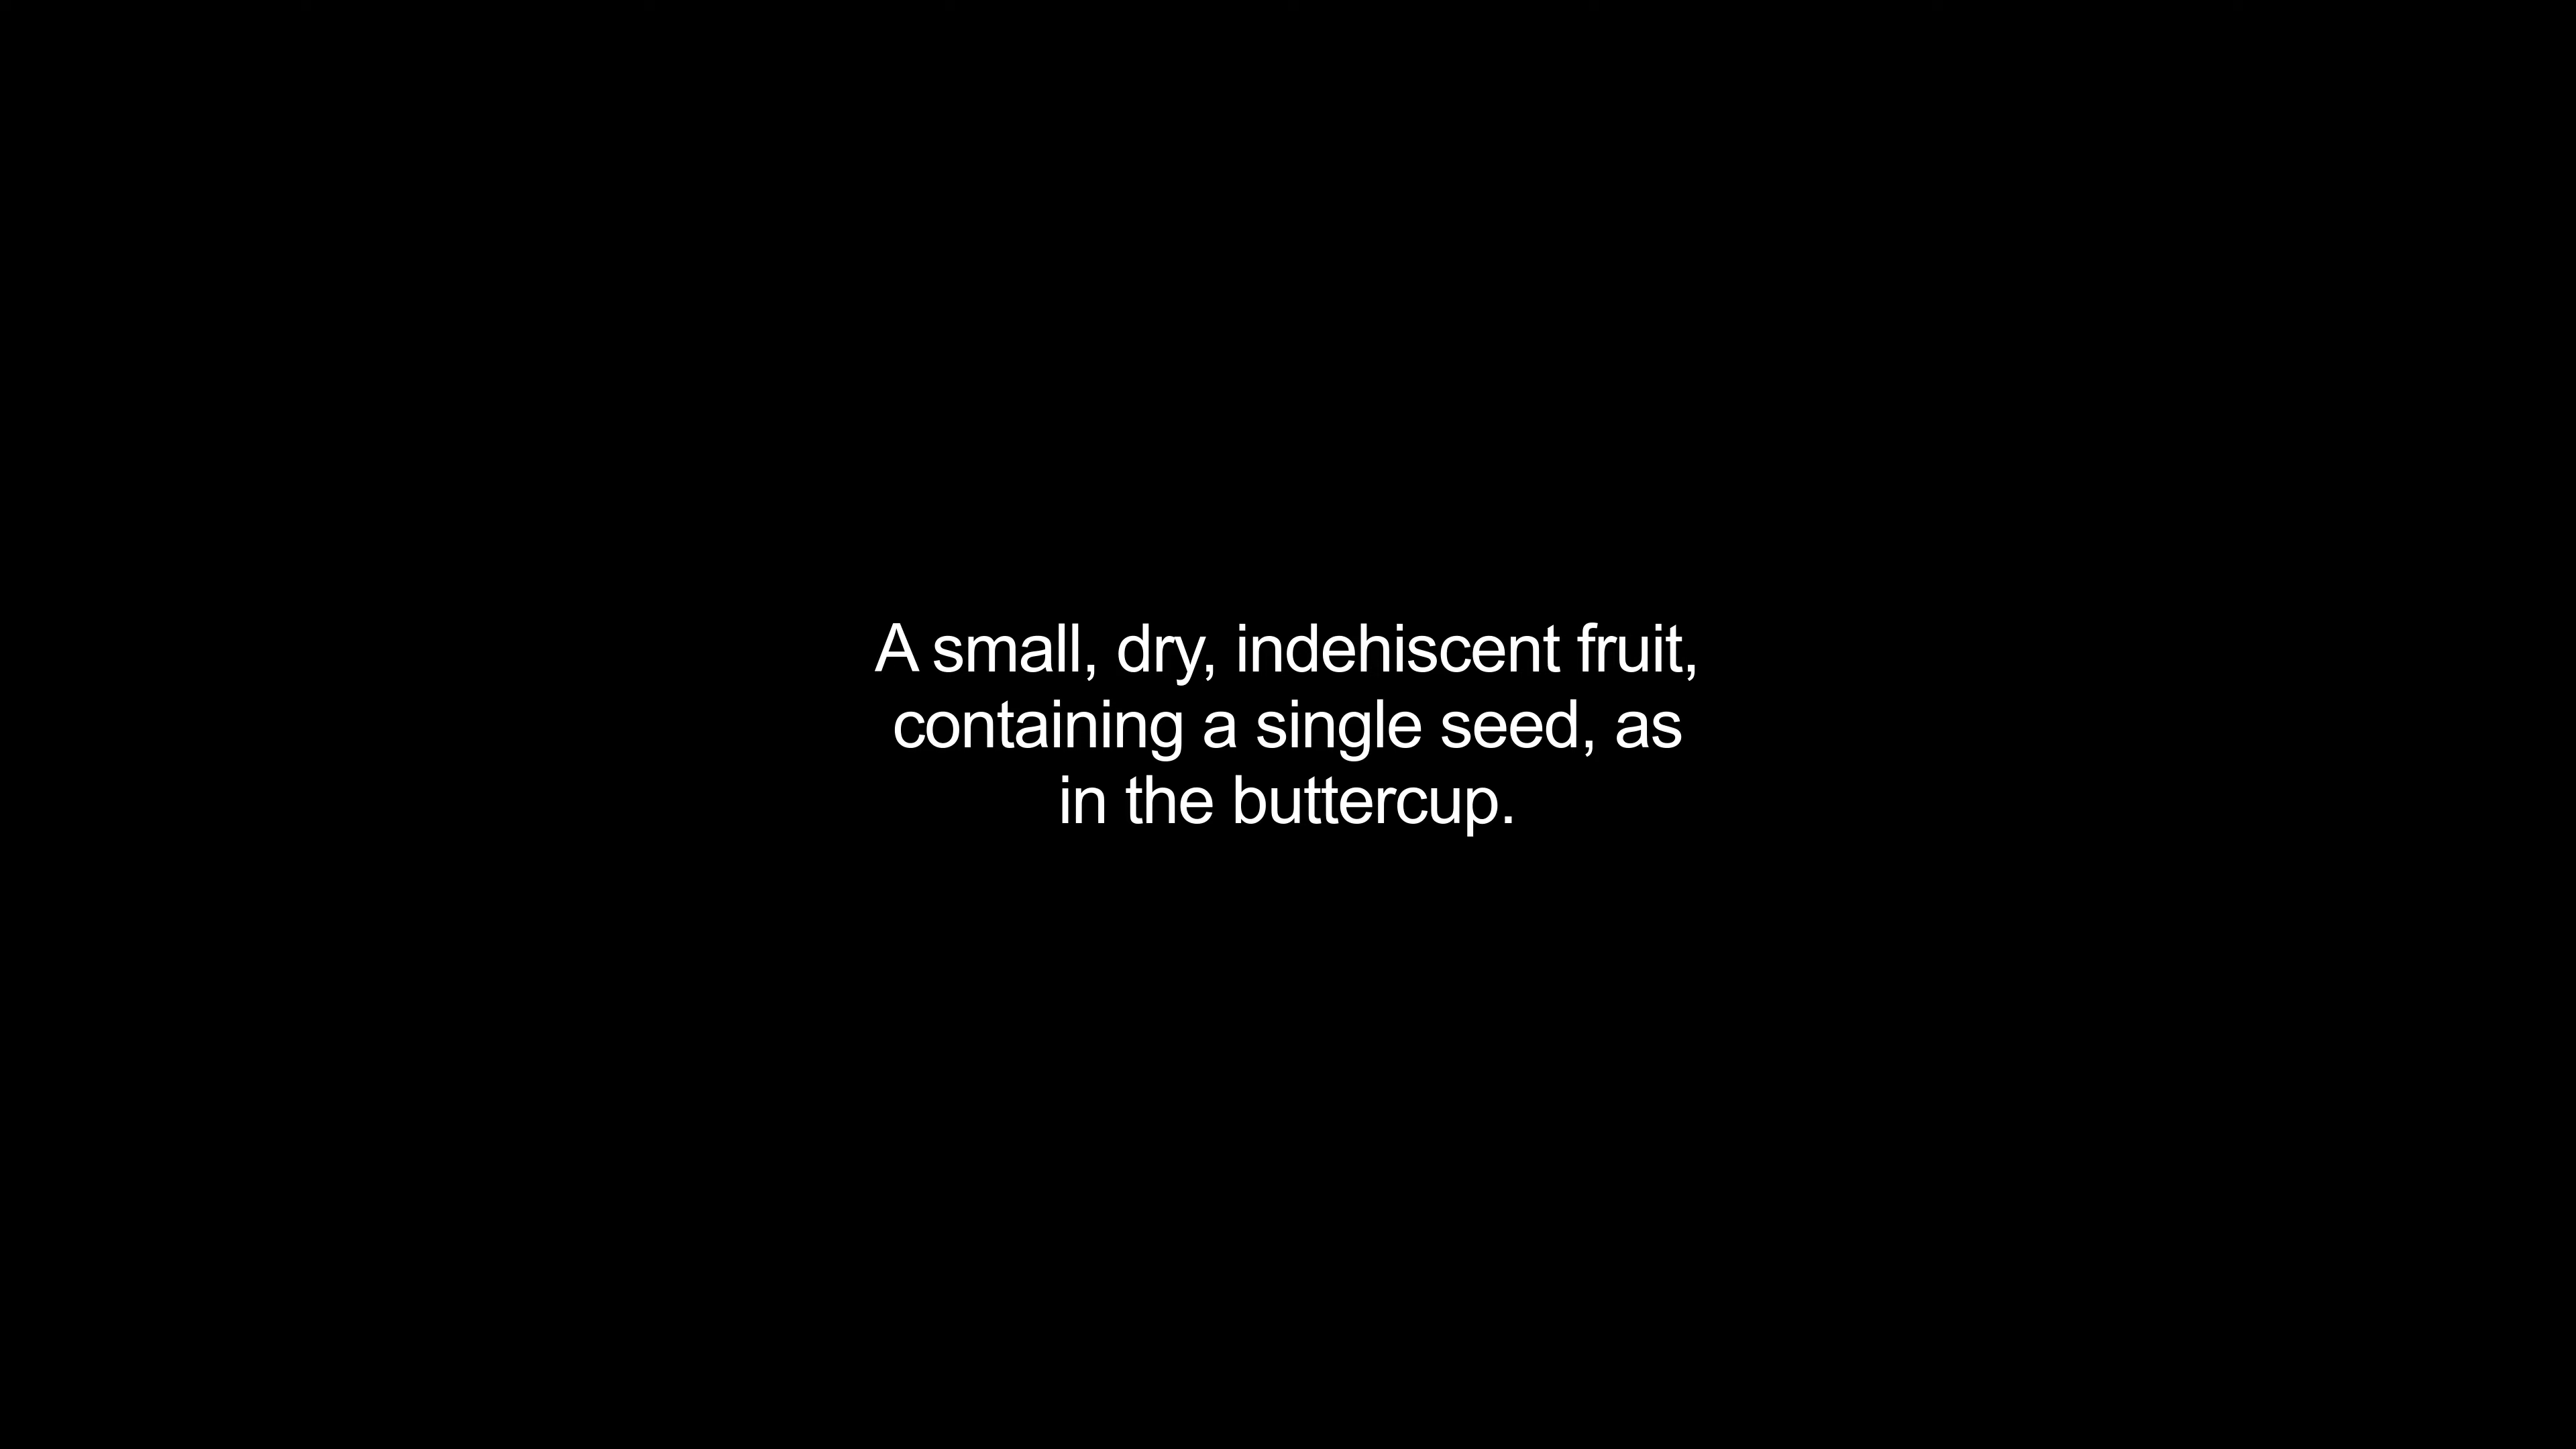 A small, dry, indehiscent fruit,
containing a single seed, as
in the buttercup.